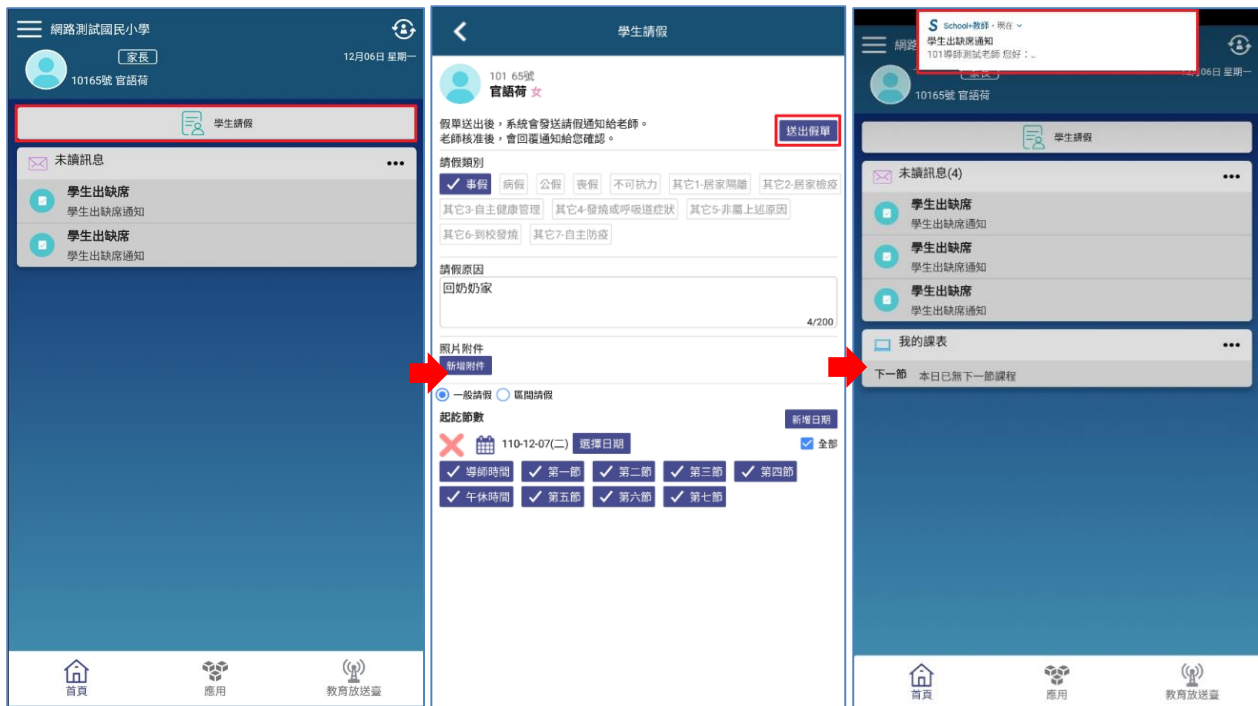 網路測試國民小學
家長
12月06日 星期一
10165號 官語荷
學生請假
未讀訊息
學生出缺席
學生出缺席通知
學生出缺席
學生出缺席通知
首頁
應用
教育放送臺
學生請假
101 65號
官語荷 女
假單送出後，系統會發送請假通知給老師。
老師核准後，會回覆通知給您確認。
送出假單
請假類別
事假 病假 公假 喪假 不可抗力 其它1-居家隔離 其它2-居家檢疫
其它3-自主健康管理 其它4-發燒或呼吸道症狀 其它5-非屬上述原因
其它6-到校發燒 其它7-自主防疫
請假原因
回奶奶家
4/200
照片附件
新增附件
一般請假 區間請假
起訖節數
新增日期
110-12-07(二) 選擇日期 全部
導師時間 第一節 第二節 第三節 第四節
午休時間 第五節 第六節 第七節
S School+教師・現在
學生出缺席通知
101導師測試老師 您好：..
網路
月06日 星期一
10165號 官語荷
學生請假
未讀訊息(4)
學生出缺席
學生出缺席通知
學生出缺席
學生出缺席通知
學生出缺席
學生出缺席通知
我的課表
下一節 本日已無下一節課程
首頁
應用
教育放送臺